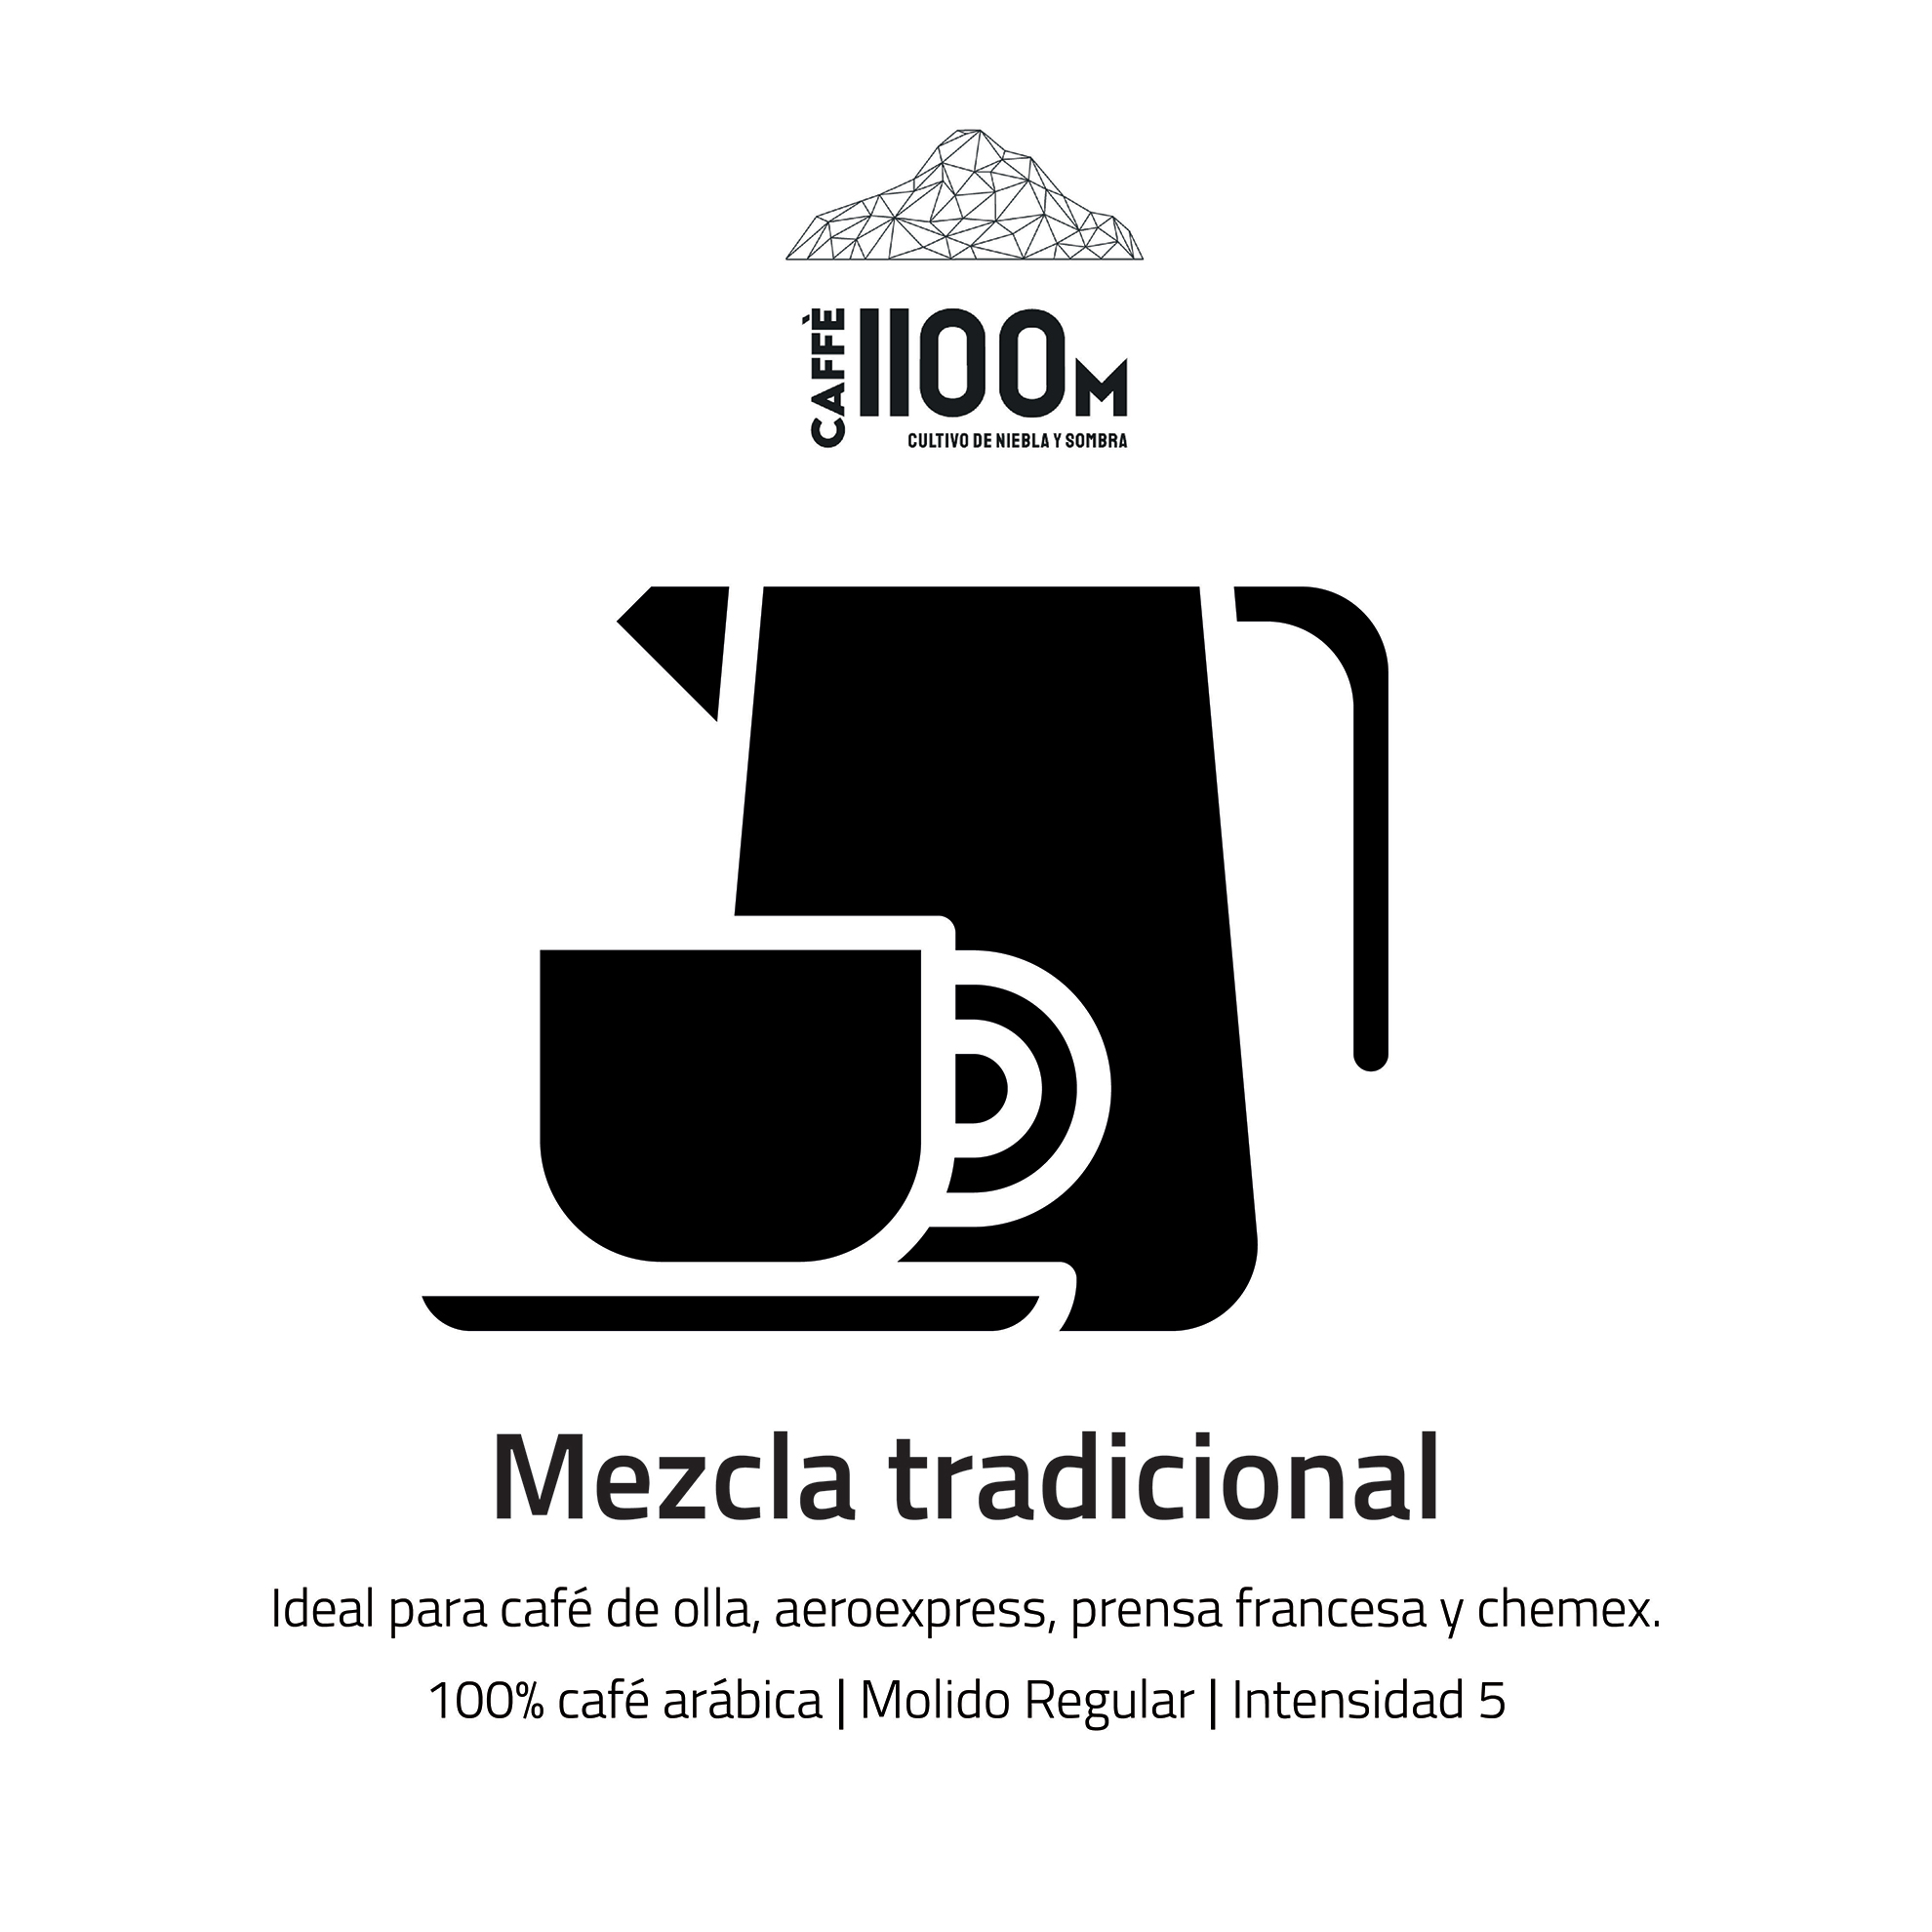 CAFFÈ
1100M
CULTIVO DE NIEBLA Y SOMBRA
Mezcla tradicional
Ideal para café de olla, aeroexpress, prensa francesa y chemex.
100% café arábica | Molido Regular | Intensidad 5